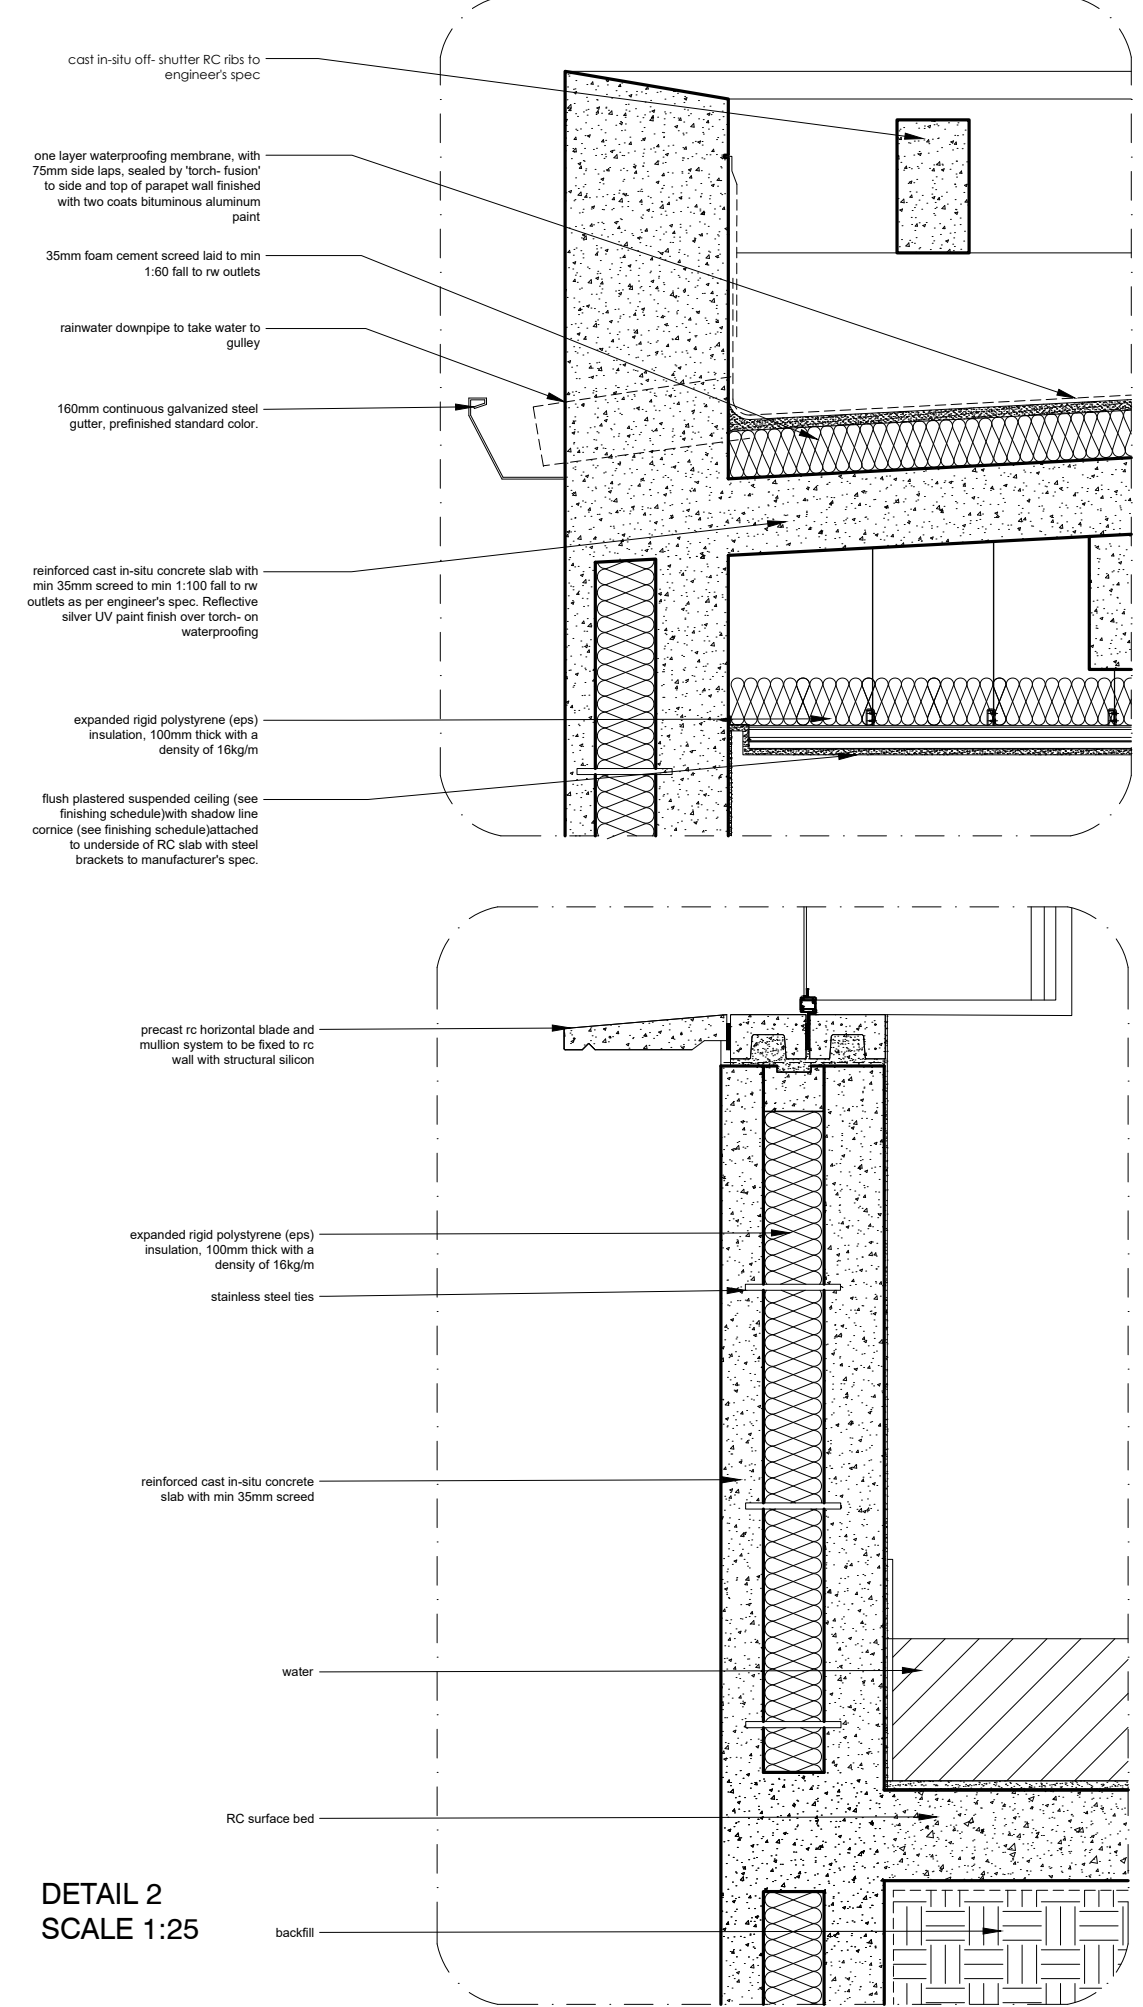 cast in-situ off- shutter RC ribs to
engineer's spec
one layer waterproofing membrane, with
75mm side laps, sealed by 'torch- fusion'
to side and top of parapet wall finished
with two coats bituminous aluminum
paint
35mm foam cement screed laid to min
1:60 fall to rw outlets
rainwater downpipe to take water to
gulley
160mm continuous galvanized steel
gutter, prefinished standard color.
reinforced cast in-situ concrete slab with
min 35mm screed to min 1:100 fall to rw
outlets as per engineer's spec. Reflective
silver UV paint finish over torch- on
waterproofing
expanded rigid polystyrene (eps)
insulation, 100mm thick with a
density of 16kg/m
flush plastered suspended ceiling (see
finishing schedule)with shadow line
cornice (see finishing schedule)attached
to underside of RC slab with steel
brackets to manufacturer's spec.
precast rc horizontal blade and
mullion system to be fixed to rc
wall with structural silicon
expanded rigid polystyrene (eps)
insulation, 100mm thick with a
density of 16kg/m
stainless steel ties
reinforced cast in-situ concrete
slab with min 35mm screed
water
RC surface bed
DETAIL 2
SCALE 1:25
backfill